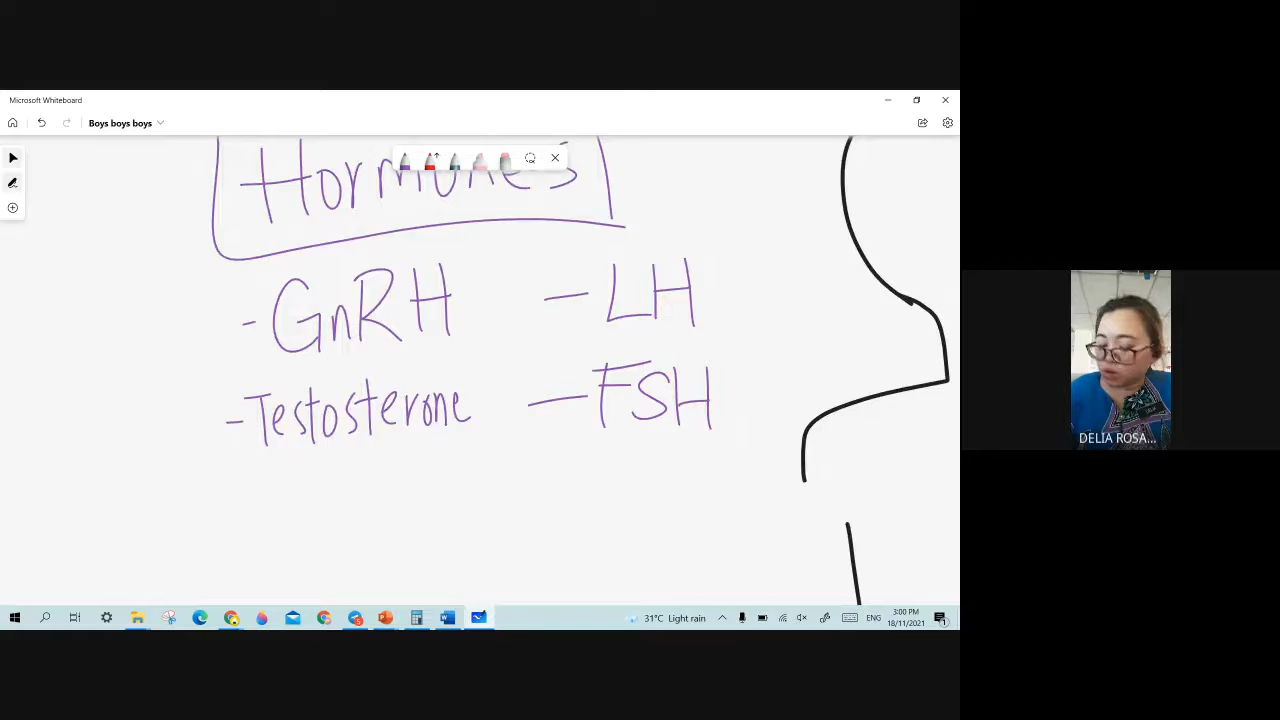 Microsoft Whiteboard
Boys boys boys
Hormones
- GnRH
- LH
- Testosterone
- FSH
DELIA ROSA...
31°C Light rain
ENG
3:00 PM
18/11/2021